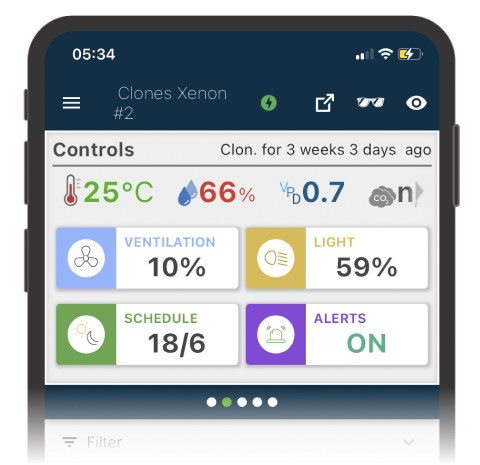 05:34
Clones Xenon
#2
Controls Clon. for 3 weeks 3 days ago
25°C 66% VPD 0.7 CO₂ n
VENTILATION LIGHT
10% 59%
SCHEDULE ALERTS
18/6 ON
Filter